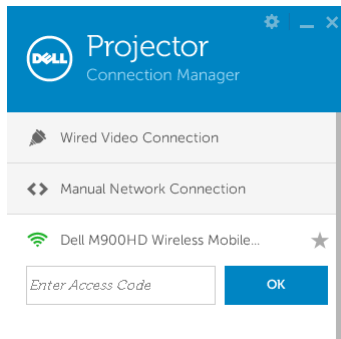 DELL
Projector
Connection Manager
Wired Video Connection
Manual Network Connection
Dell M900HD Wireless Mobile...
Enter Access Code
OK